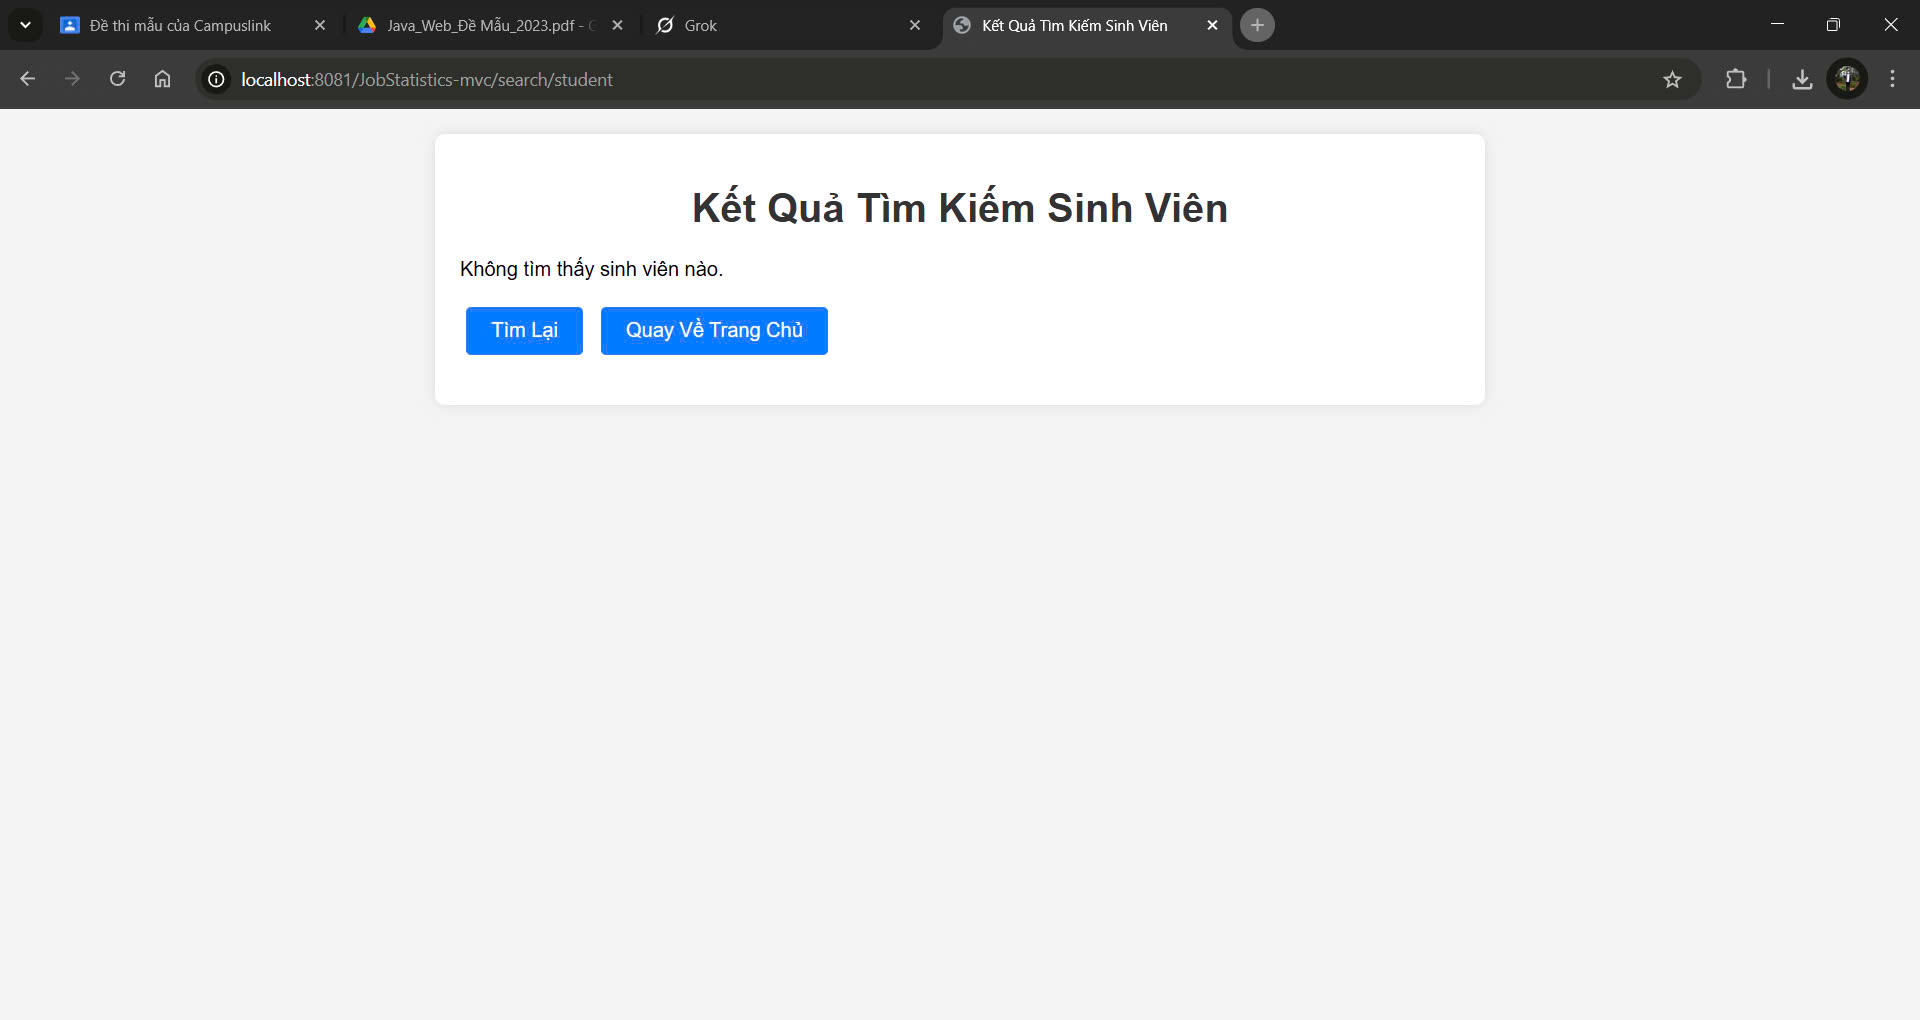 Đề thi mẫu của Campuslink
Java_Web_Đề Mẫu_2023.pdf -
Grok
Kết Quả Tìm Kiếm Sinh Viên
localhost:8081/JobStatistics-mvc/search/student
Kết Quả Tìm Kiếm Sinh Viên
Không tìm thấy sinh viên nào.
Tìm Lại
Quay Về Trang Chủ